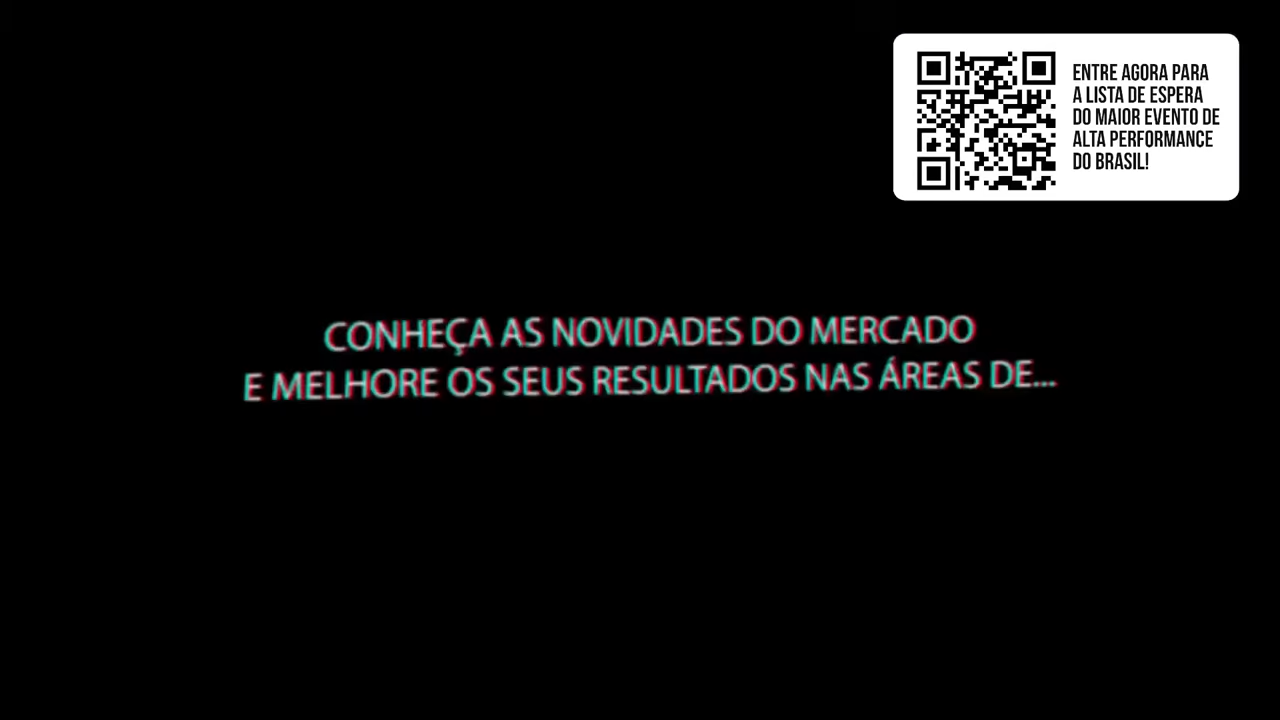 ENTRE AGORA PARA
A LISTA DE ESPERA
DO MAIOR EVENTO DE
ALTA PERFORMANCE
DO BRASIL!
CONHEÇA AS NOVIDADES DO MERCADO
E MELHORE OS SEUS RESULTADOS NAS ÁREAS DE...